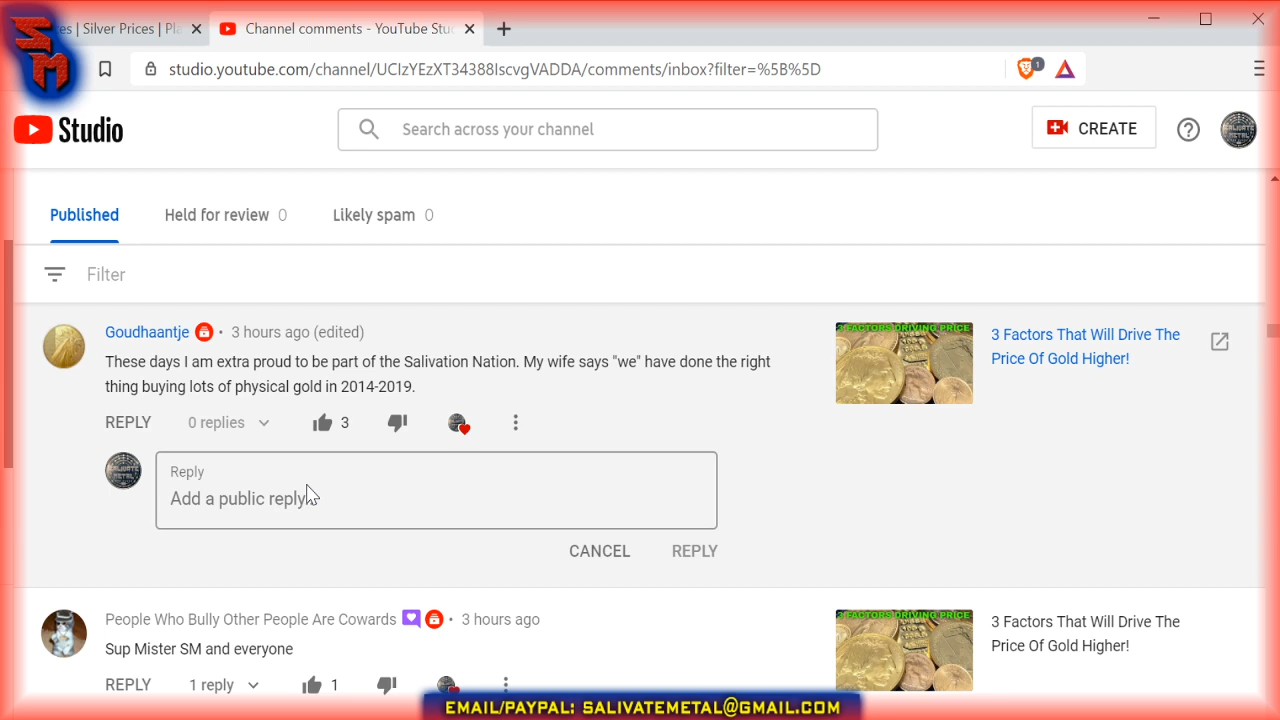 SM
es | Silver Prices | Pla
Channel comments - YouTube Stu
studio.youtube.com/channel/UClzYEzXT34388IscvgVADDA/comments/inbox?filter=%5B%5D
1
Studio
Search across your channel
CREATE
Published
Held for review 0
Likely spam 0
Filter
Goudhaantje • 3 hours ago (edited)
These days I am extra proud to be part of the Salivation Nation. My wife says "we" have done the right
thing buying lots of physical gold in 2014-2019.
REPLY 0 replies 3
Reply
Add a public reply
CANCEL REPLY
3 FACTORS DRIVING PRICE
3 Factors That Will Drive The
Price Of Gold Higher!
People Who Bully Other People Are Cowards • 3 hours ago
Sup Mister SM and everyone
REPLY 1 reply 1
3 FACTORS DRIVING PRICE
3 Factors That Will Drive The
Price Of Gold Higher!
EMAIL/PAYPAL: SALIVATEMETAL@GMAIL.COM